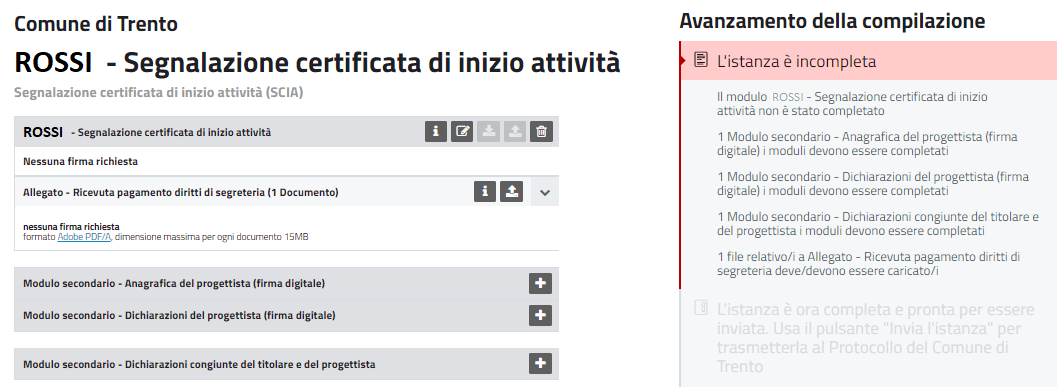 Comune di Trento
ROSSI - Segnalazione certificata di inizio attività
Segnalazione certificata di inizio attività (SCIA)
ROSSI - Segnalazione certificata di inizio attività
Nessuna firma richiesta
Allegato - Ricevuta pagamento diritti di segreteria (1 Documento)
nessuna firma richiesta
formato Adobe PDF/A, dimensione massima per ogni documento 15MB
Modulo secondario - Anagrafica del progettista (firma digitale)
Modulo secondario - Dichiarazioni del progettista (firma digitale)
Modulo secondario - Dichiarazioni congiunte del titolare e del progettista
Avanzamento della compilazione
L'istanza è incompleta
Il modulo ROSSI - Segnalazione certificata di inizio
attività non è stato completato
1 Modulo secondario - Anagrafica del progettista (firma
digitale) i moduli devono essere completati
1 Modulo secondario - Dichiarazioni del progettista (firma
digitale) i moduli devono essere completati
1 Modulo secondario - Dichiarazioni congiunte del titolare e
del progettista i moduli devono essere completati
1 file relativo/i a Allegato - Ricevuta pagamento diritti di
segreteria deve/devono essere caricato/i
L'istanza è ora completa e pronta per essere
inviata. Usa il pulsante "Invia l'istanza" per
trasmetterla al Protocollo del Comune di
Trento